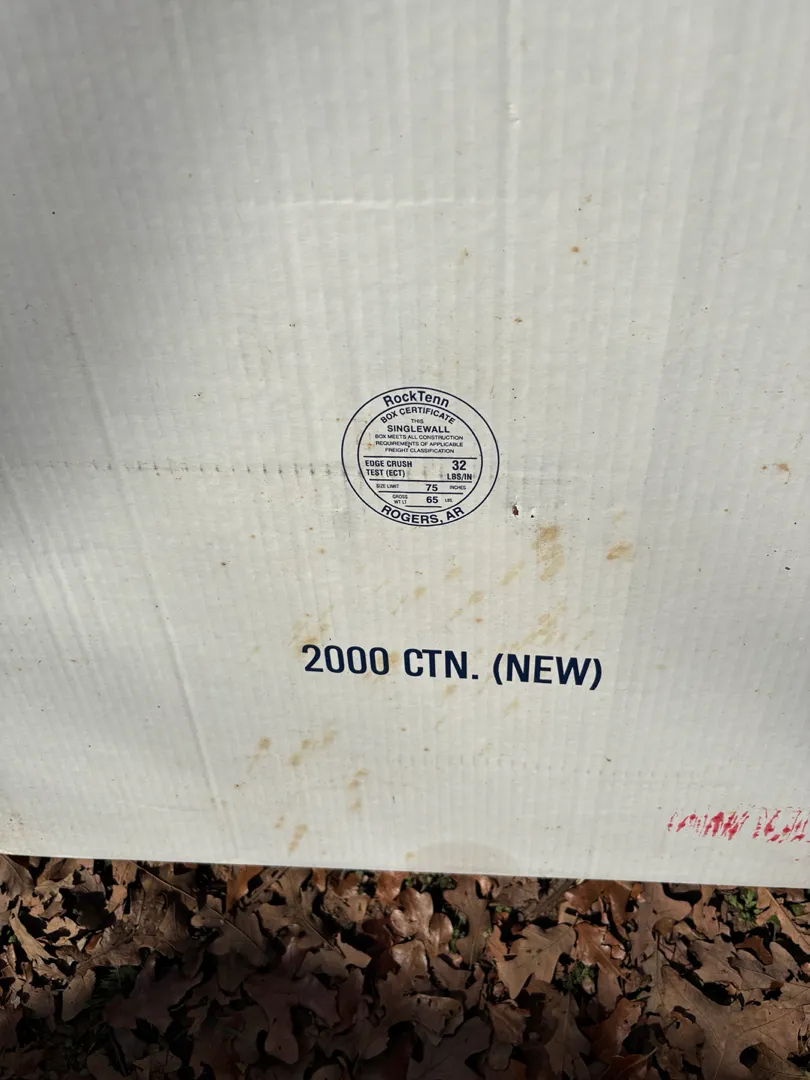 RockTenn
BOX CERTIFICATE
THIS
SINGLEWALL
BOX MEETS ALL CONSTRUCTION
REQUIREMENTS OF APPLICABLE
FREIGHT CLASSIFICATION
EDGE CRUSH
TEST (ECT)
32
LBS/IN
SIZE LIMIT 75 INCHES
GROSS
WT LT
65 LBS.
ROGERS, AR
2000 CTN. (NEW)